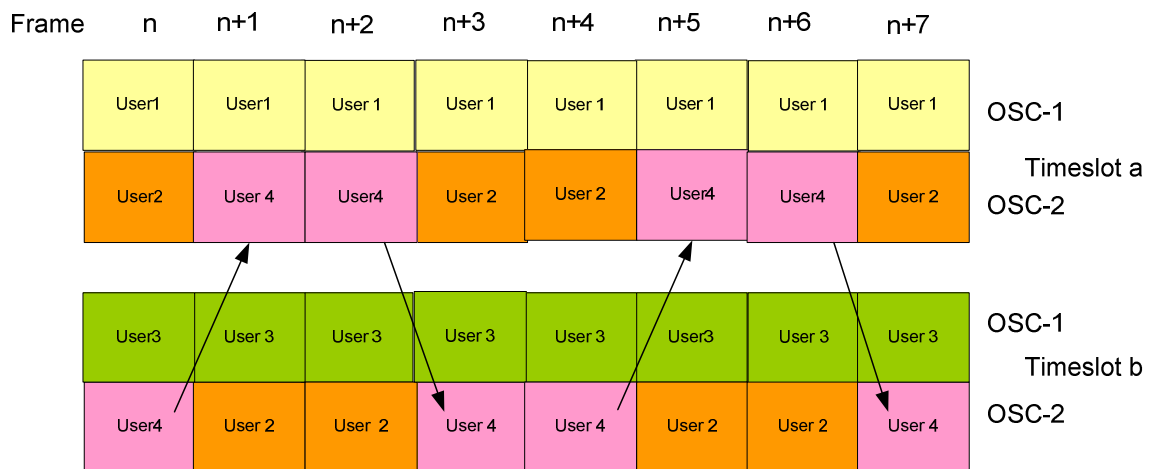 Frame n n+1 n+2 n+3 n+4 n+5 n+6 n+7
User1 User1 User 1 User 1 User 1 User 1 User 1 User 1
OSC-1
Timeslot a
User2 User 4 User4 User 2 User 2 User4 User4 User 2
OSC-2
User3 User 3 User 3 User 3 User 3 User3 User 3 User 3
OSC-1
Timeslot b
User4 User 2 User 2 User 4 User 4 User 2 User 2 User 4
OSC-2